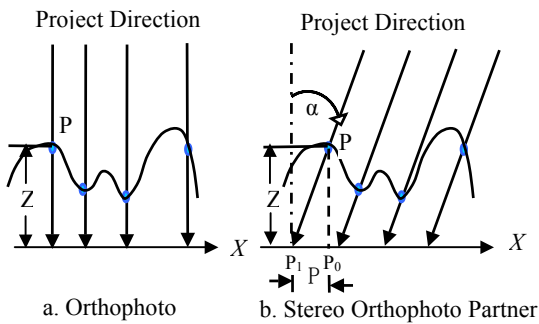 Project Direction
P
Z
X
a. Orthophoto
Project Direction
α
P
Z
X
P₁ P₀
P
b. Stereo Orthophoto Partner